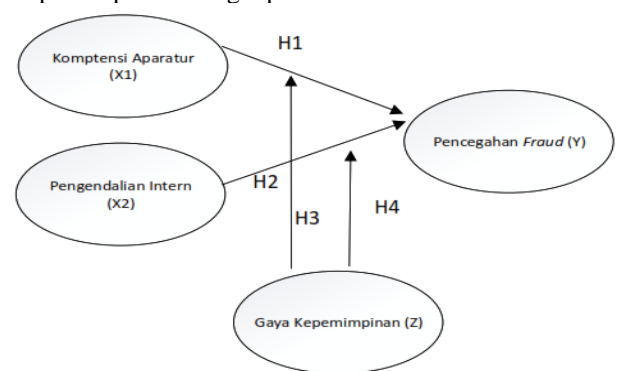 H1
Komptensi Aparatur
(X1)
Pencegahan Fraud (Y)
Pengendalian Intern
(X2)
H2
H4
H3
Gaya Kepemimpinan (Z)